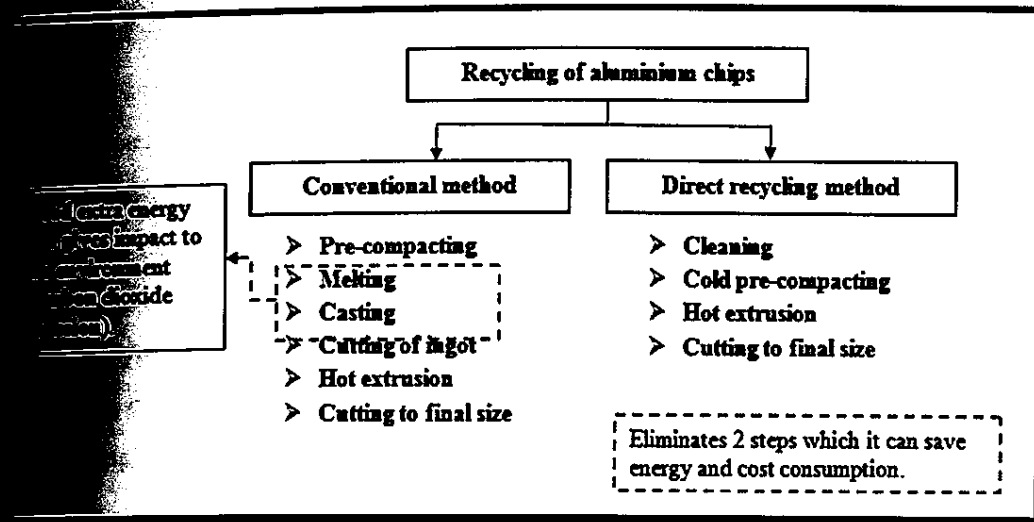 Recycling of aluminium chips
Conventional method
Direct recycling method
extra energy
gives impact to
environment
dioxide
➤ Pre-compacting
➤ Melting
➤ Casting
➤ Cutting of ingot
➤ Hot extrusion
➤ Cutting to final size
➤ Cleaning
➤ Cold pre-compacting
➤ Hot extrusion
➤ Cutting to final size
Eliminates 2 steps which it can save
energy and cost consumption.